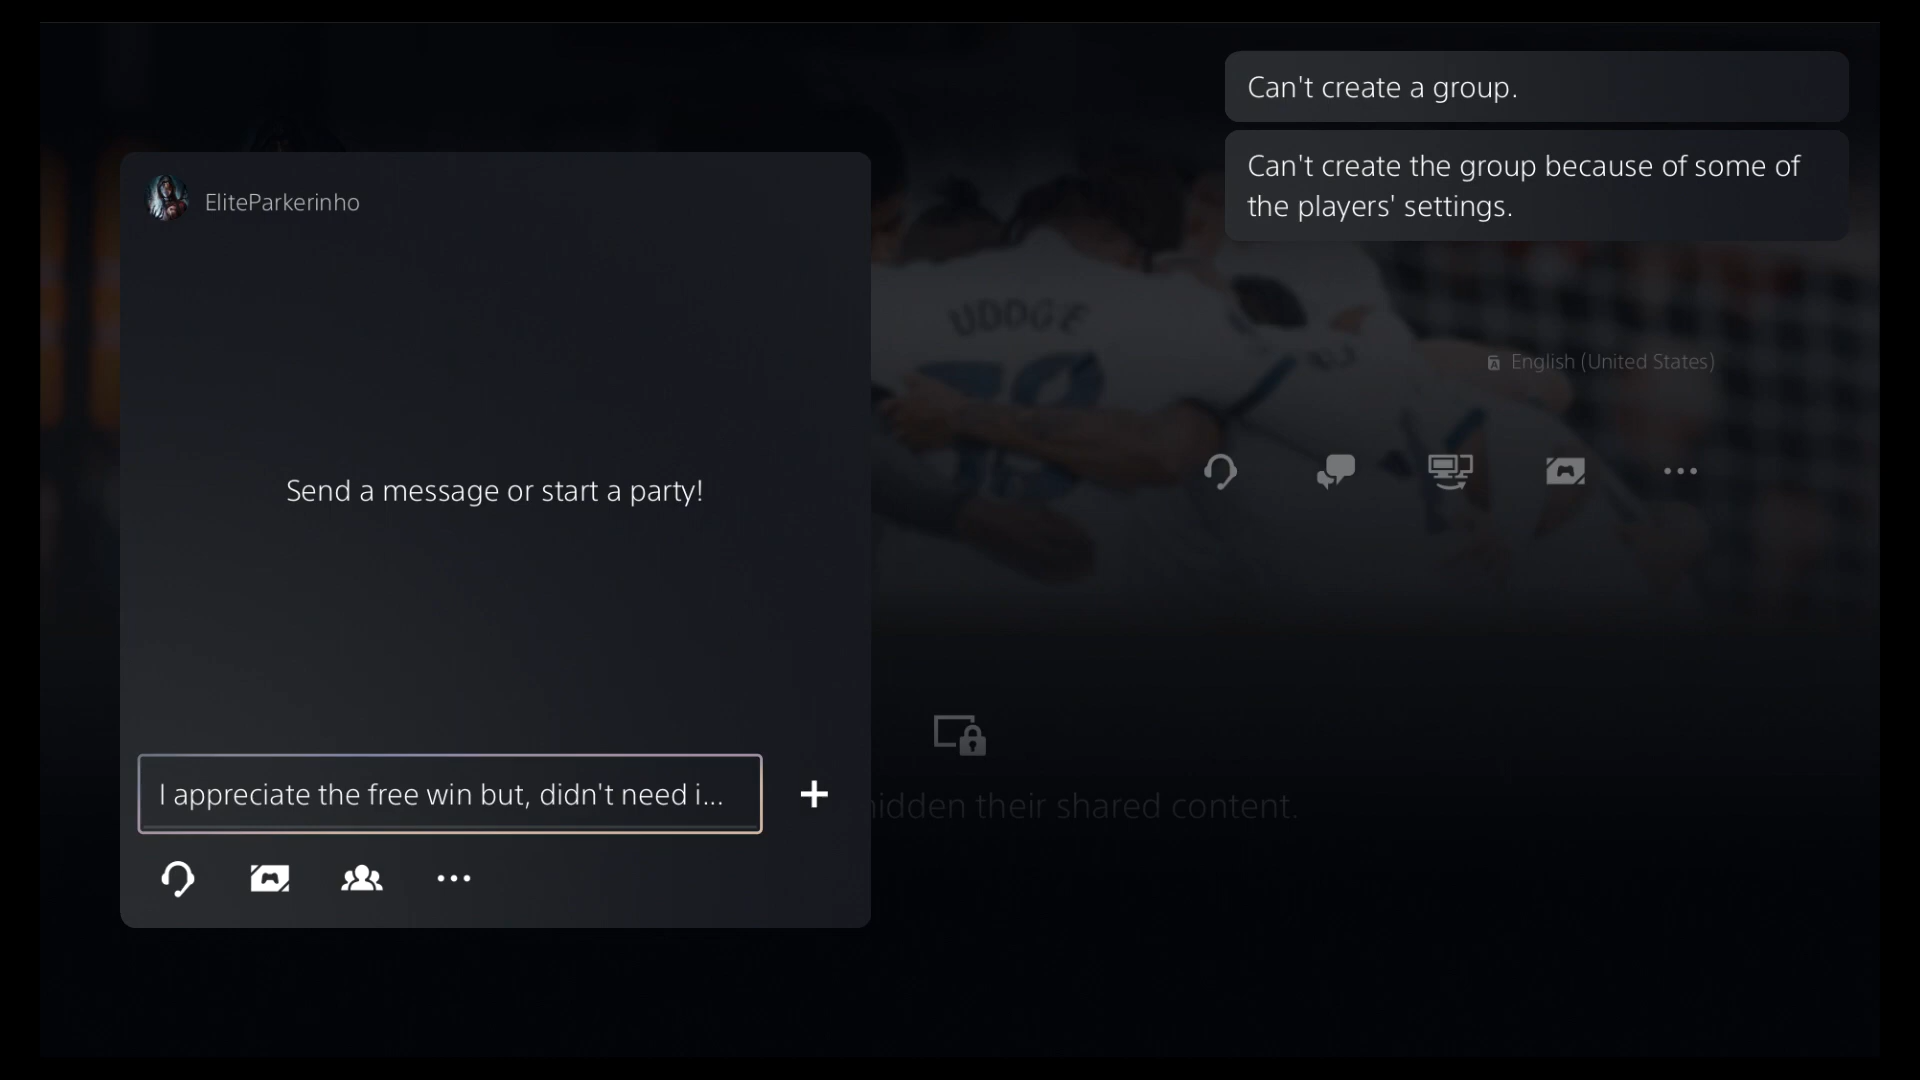 Can't create a group.
Can't create the group because of some of
the players' settings.
EliteParkerinho
UDOGIE
English (United States)
Send a message or start a party!
I appreciate the free win but, didn't need i...
hidden their shared content.